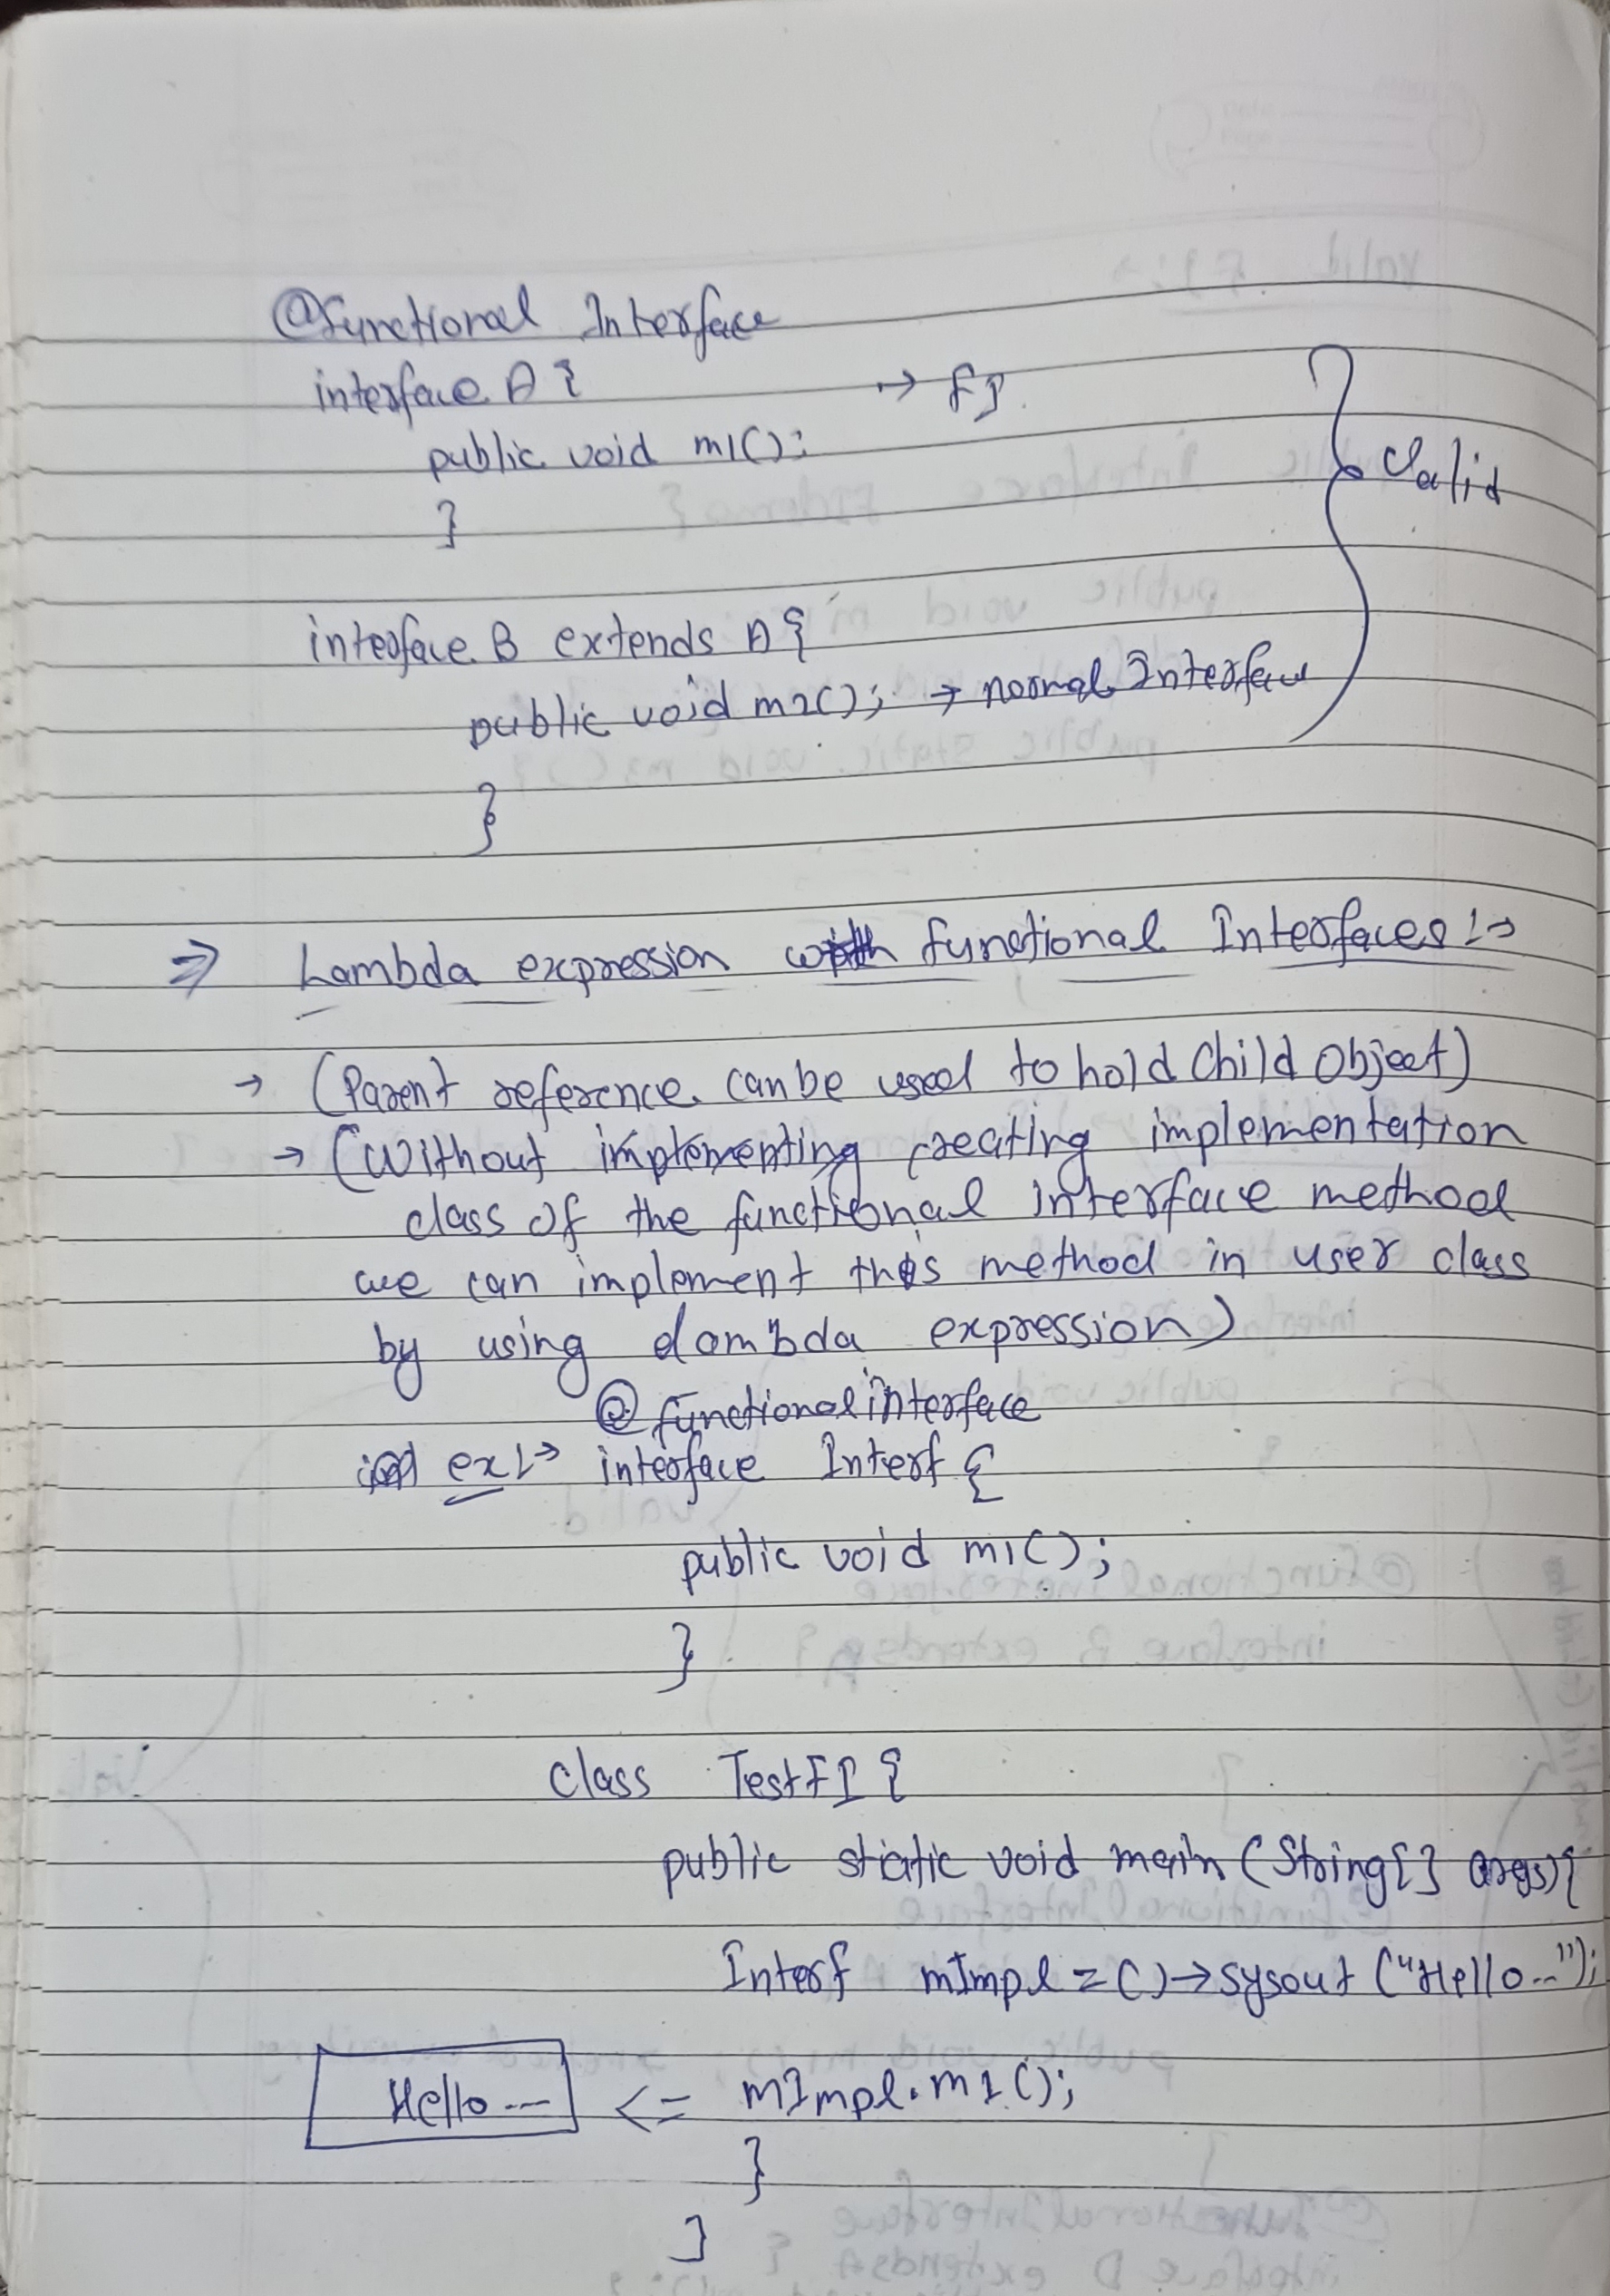 @functional Interface
interface A { → FI
public void m1();
}
valid
interface B extends A {
public void m2(); → normal Interface
}
⇒ Lambda expression with functional Interfaces :→
→ (Parent reference can be used to hold child Object)
→ (Without implementing creating implementation
class of the functional interface method
we can implement this method in user class
by using lambda expression)
@functionalinterface
ex:→ interface Interf {
public void m1();
}
class TestFI {
public static void main (String[] args){
Interf mImpl = () → sysout ("Hello...");
Hello --- <= mImpl.m1();
}
}